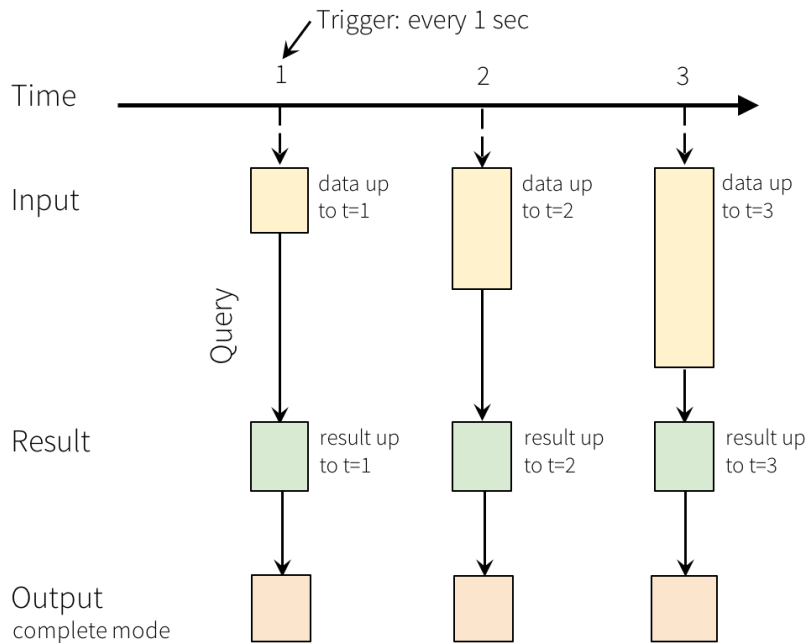 Trigger: every 1 sec
1
2
3
Time
Input
data up
to t=1
data up
to t=2
data up
to t=3
Query
Result
result up
to t=1
result up
to t=2
result up
to t=3
Output
complete mode